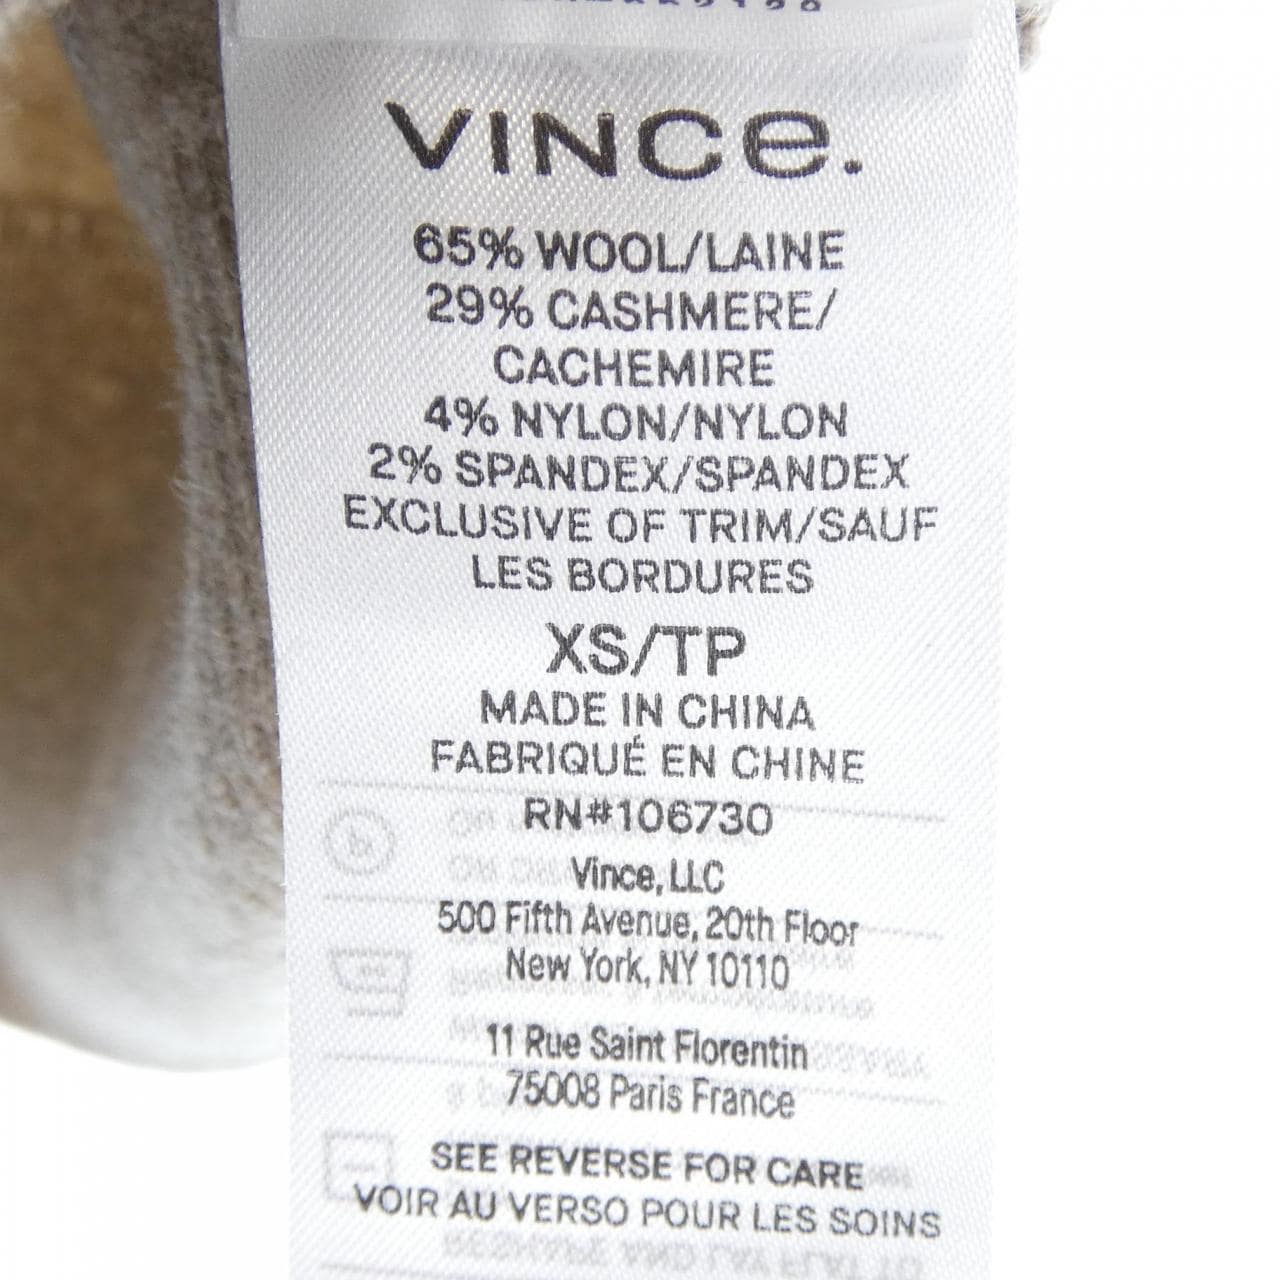 VINCE.
65% WOOL/LAINE
29% CASHMERE/
CACHEMIRE
4% NYLON/NYLON
2% SPANDEX/SPANDEX
EXCLUSIVE OF TRIM/SAUF
LES BORDURES
XS/TP
MADE IN CHINA
FABRIQUÉ EN CHINE
RN#106730
Vince, LLC
500 Fifth Avenue, 20th Floor
New York, NY 10110
11 Rue Saint Florentin
75008 Paris France
SEE REVERSE FOR CARE
VOIR AU VERSO POUR LES SOINS